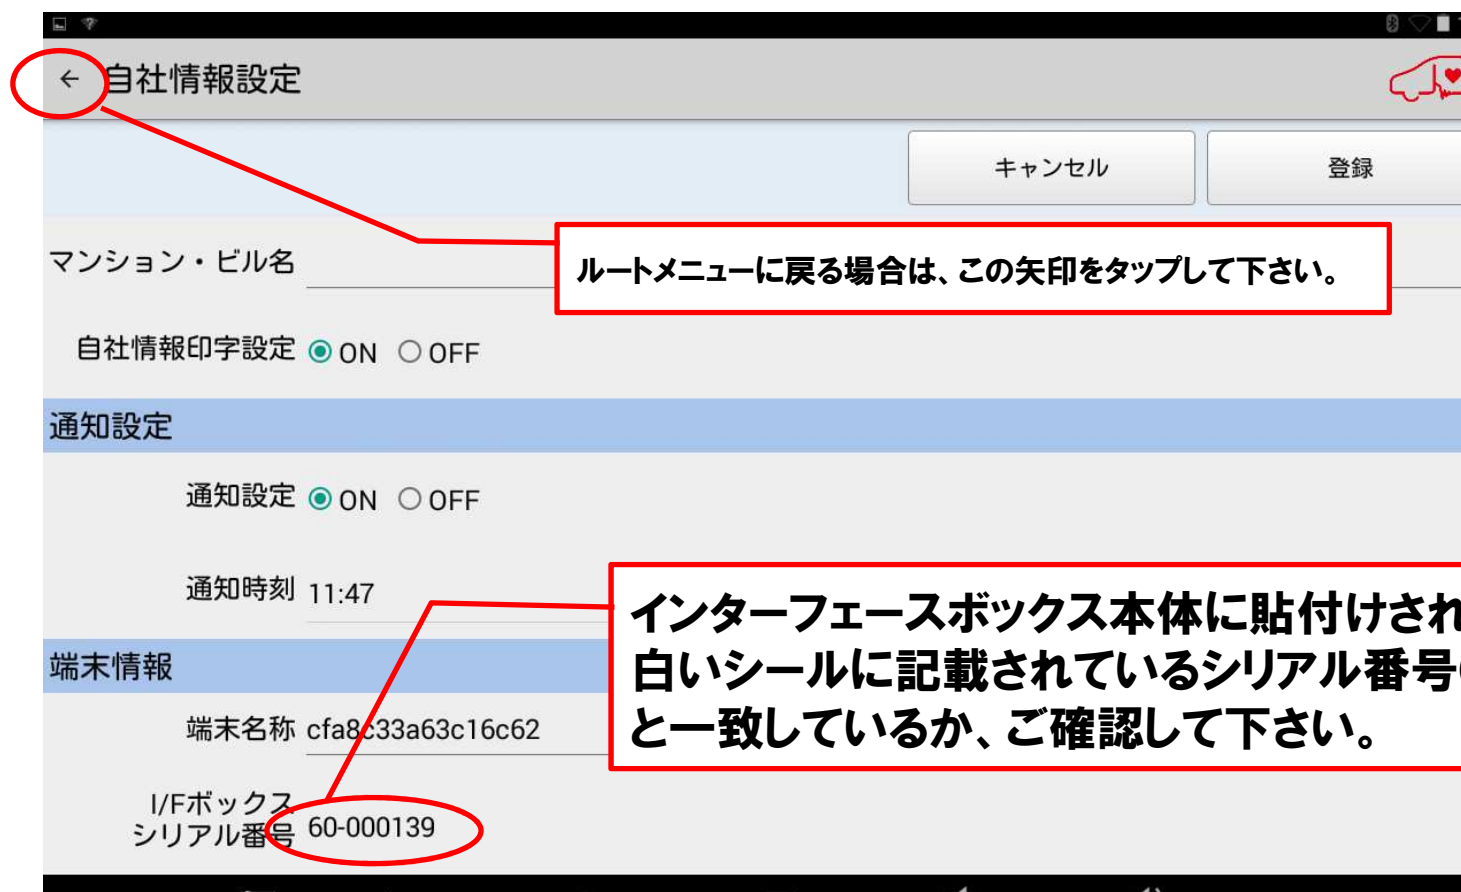 自社情報設定
キャンセル
登録
マンション・ビル名
ルートメニューに戻る場合は、この矢印をタップして下さい。
自社情報印字設定 ON OFF
通知設定
通知設定 ON OFF
通知時刻 11:47
インターフェースボックス本体に貼付けされ
白いシールに記載されているシリアル番号
と一致しているか、ご確認して下さい。
端末情報
端末名称 cfa8c33a63c16c62
I/Fボックス
シリアル番号 60-000139